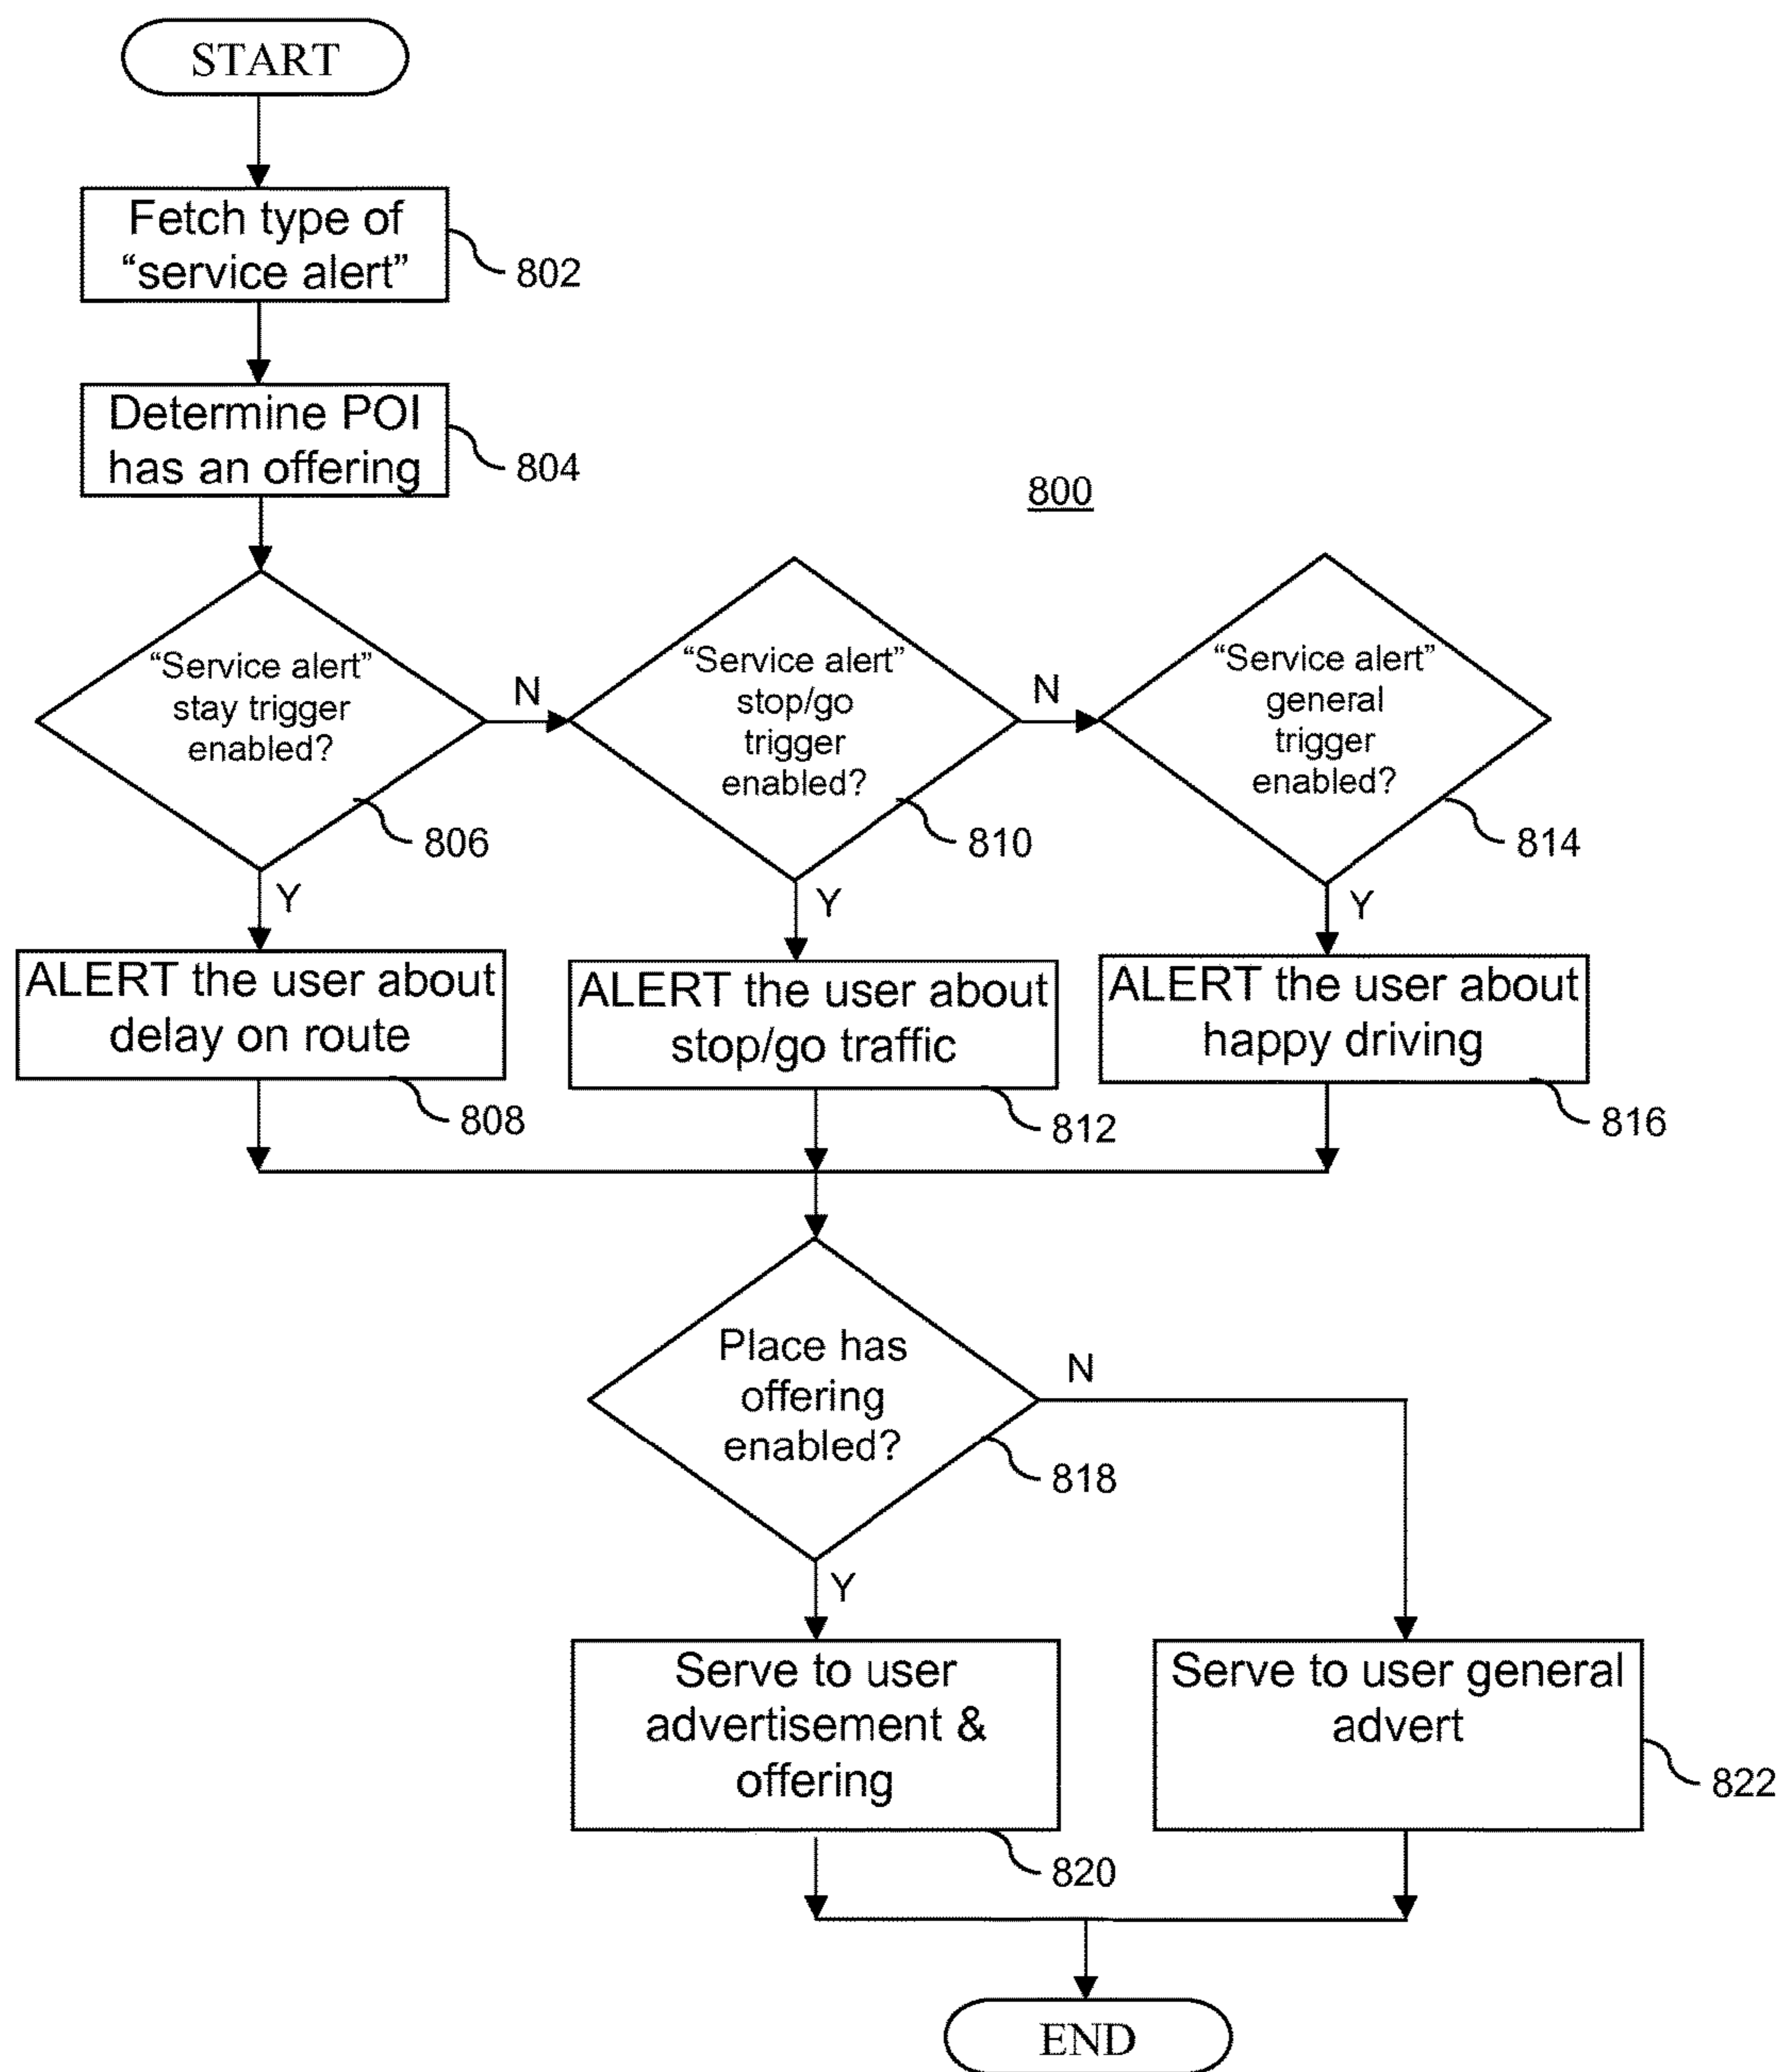 START
Fetch type of
“service alert”
802
Determine POI
has an offering
804
800
“Service alert”
stay trigger
enabled?
N
806
“Service alert”
stop/go
trigger
enabled?
N
810
“Service alert”
general
trigger
enabled?
814
Y
Y
Y
ALERT the user about
delay on route
808
ALERT the user about
stop/go traffic
812
ALERT the user about
happy driving
816
Place has
offering
enabled?
N
818
Y
Serve to user
advertisement &
offering
820
Serve to user general
advert
822
END